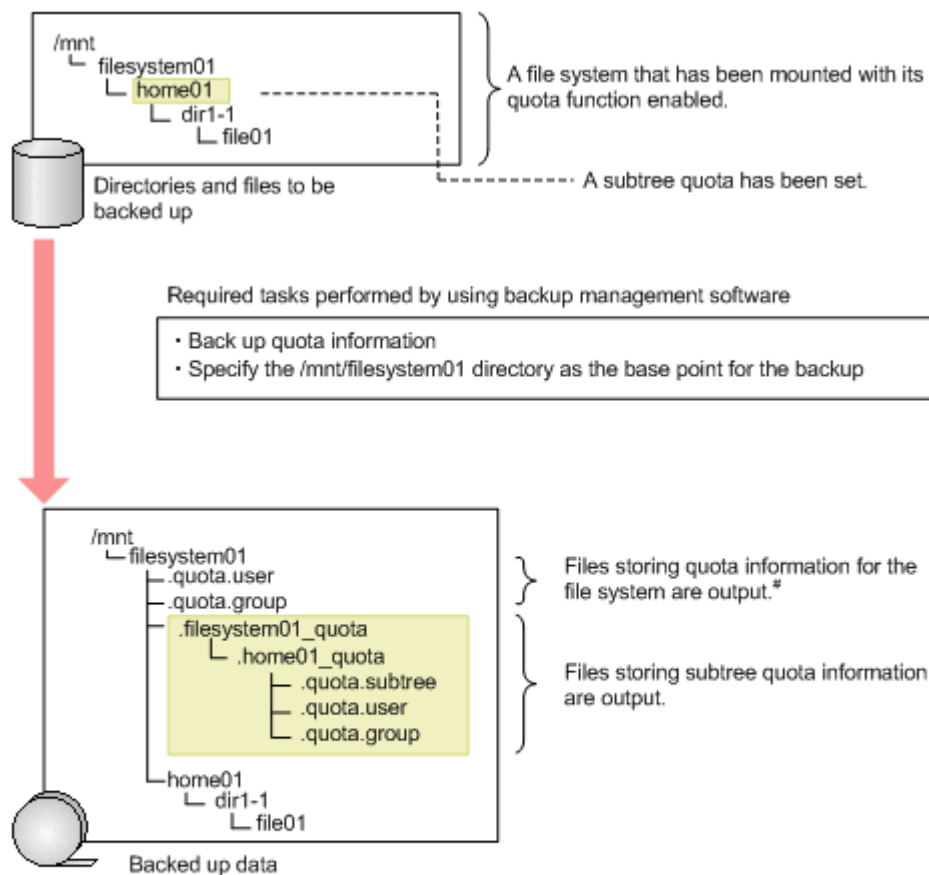 /mnt
filesystem01
home01
dir1-1
file01
A file system that has been mounted with its
quota function enabled.
A subtree quota has been set.
Directories and files to be
backed up
Required tasks performed by using backup management software
・Back up quota information
・Specify the /mnt/filesystem01 directory as the base point for the backup
/mnt
filesystem01
.quota.user
.quota.group
Files storing quota information for the
file system are output.#
.filesystem01_quota
.home01_quota
.quota.subtree
.quota.user
.quota.group
Files storing subtree quota information
are output.
home01
dir1-1
file01
Backed up data